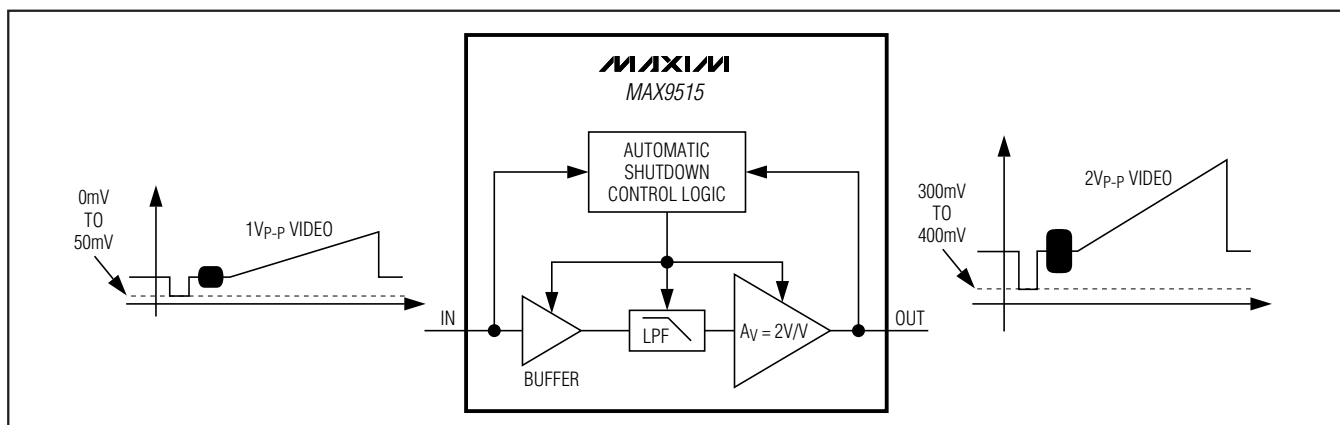 MAXIM
MAX9515
AUTOMATIC
SHUTDOWN
CONTROL LOGIC
0mV
TO
50mV
1VP-P VIDEO
IN
BUFFER
LPF
AV = 2V/V
OUT
300mV
TO
400mV
2VP-P VIDEO